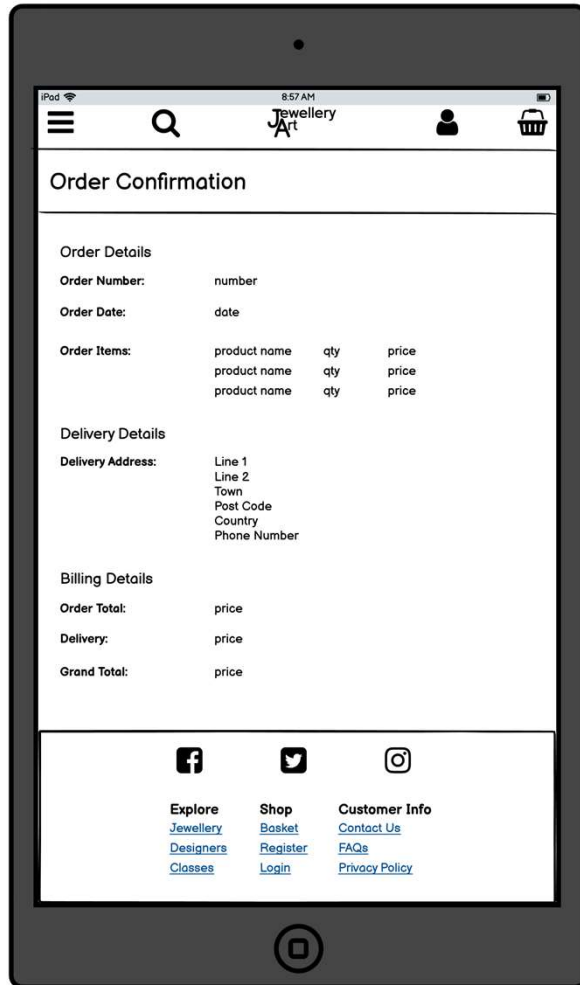 iPad 8:57 AM
Jewellery
Art
Order Confirmation
Order Details
Order Number: number
Order Date: date
Order Items: product name qty price
product name qty price
product name qty price
Delivery Details
Delivery Address: Line 1
Line 2
Town
Post Code
Country
Phone Number
Billing Details
Order Total: price
Delivery: price
Grand Total: price
Explore Shop Customer Info
Jewellery Basket Contact Us
Designers Register FAQs
Classes Login Privacy Policy